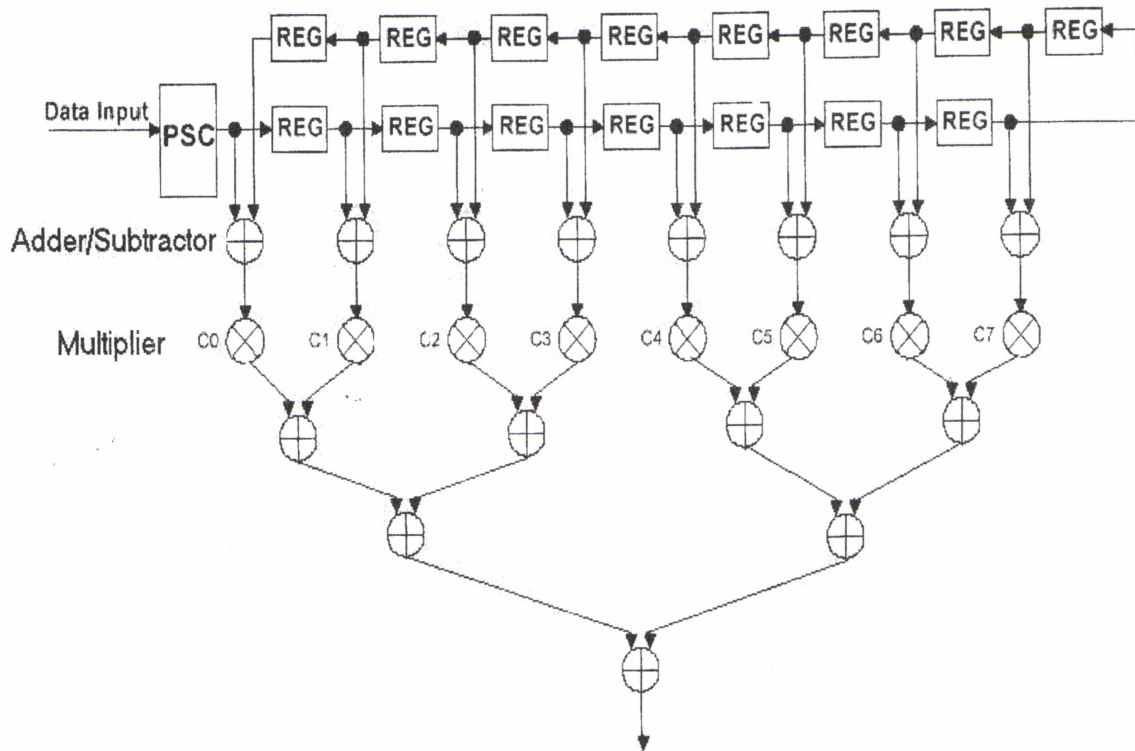 REG REG REG REG REG REG REG REG
Data Input
PSC
REG REG REG REG REG REG REG
Adder/Subtractor
Multiplier C0 C1 C2 C3 C4 C5 C6 C7